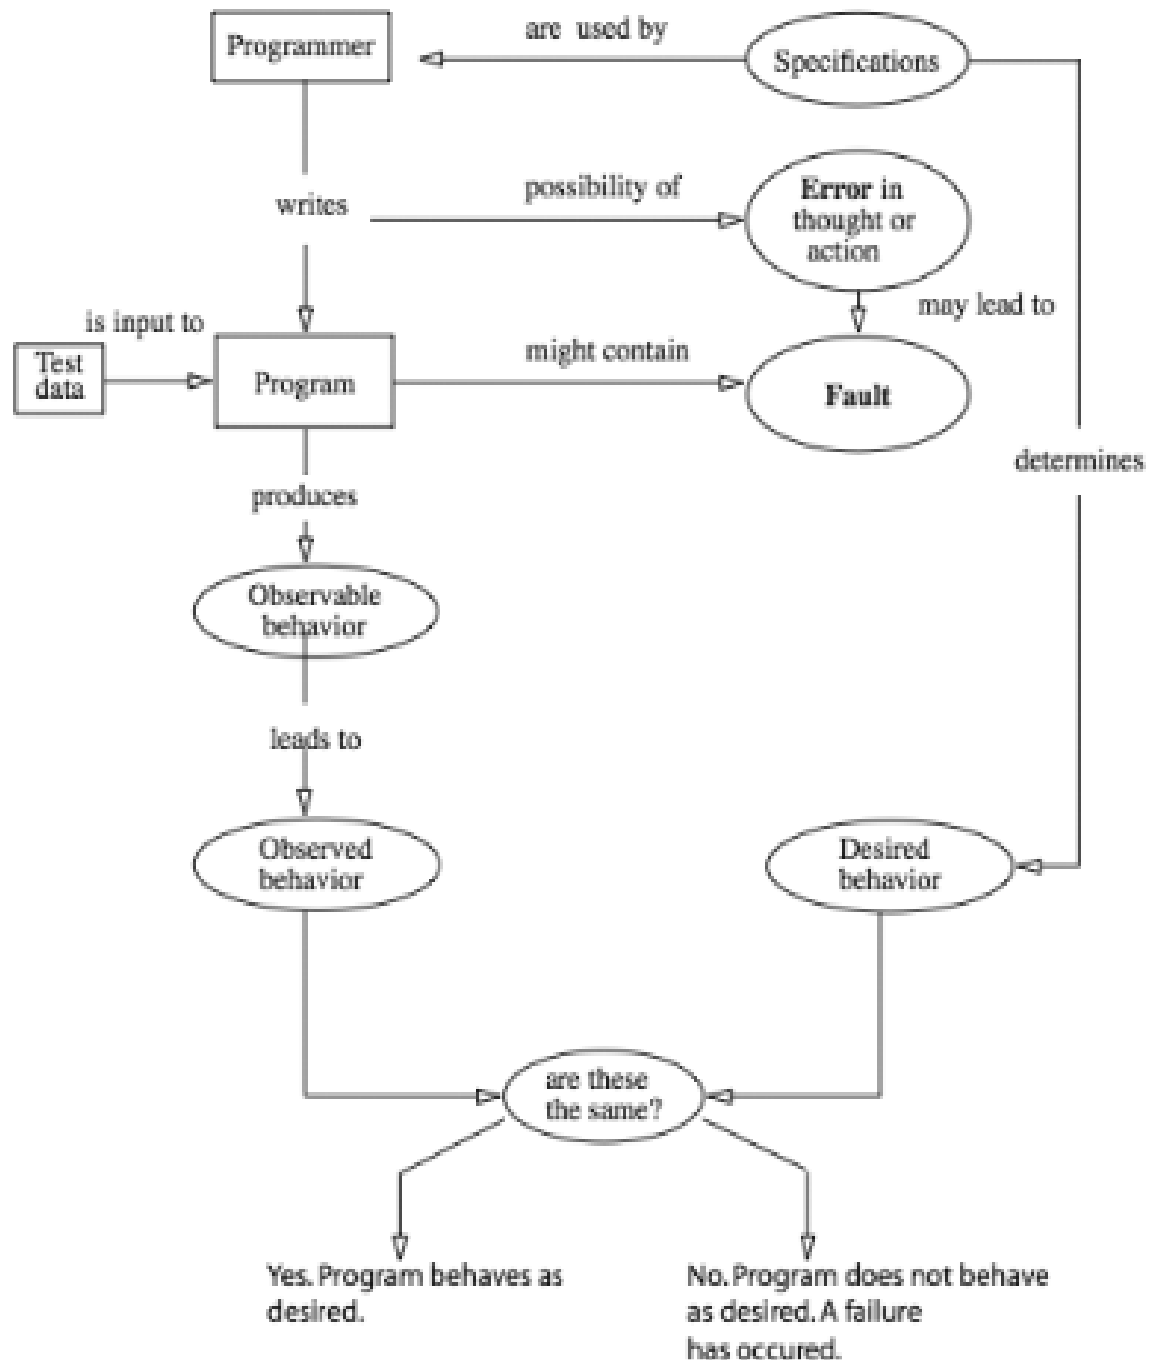 are used by
Programmer
Specifications
possibility of
Error in
thought or
action
writes
may lead to
is input to
might contain
Test
data
Program
Fault
determines
produces
Observable
behavior
leads to
Observed
behavior
Desired
behavior
are these
the same?
Yes. Program behaves as
desired.
No. Program does not behave
as desired. A failure
has occured.